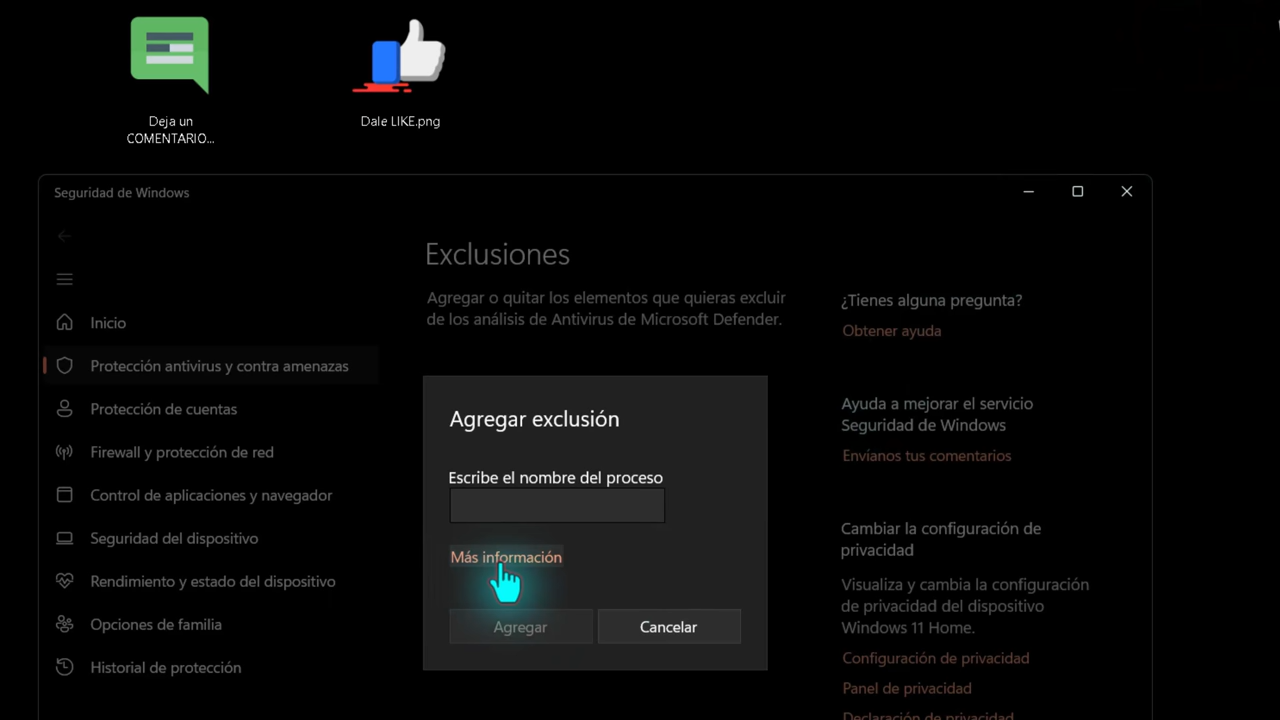 Deja un
COMENTARIO...
Dale LIKE.png
Seguridad de Windows
Inicio
Protección antivirus y contra amenazas
Protección de cuentas
Firewall y protección de red
Control de aplicaciones y navegador
Seguridad del dispositivo
Rendimiento y estado del dispositivo
Opciones de familia
Historial de protección
Exclusiones
Agregar o quitar los elementos que quieras excluir
de los análisis de Antivirus de Microsoft Defender.
Agregar exclusión
Escribe el nombre del proceso
Más información
Agregar
Cancelar
¿Tienes alguna pregunta?
Obtener ayuda
Ayuda a mejorar el servicio
Seguridad de Windows
Envíanos tus comentarios
Cambiar la configuración de
privacidad
Visualiza y cambia la configuración
de privacidad del dispositivo
Windows 11 Home.
Configuración de privacidad
Panel de privacidad
Declaración de privacidad